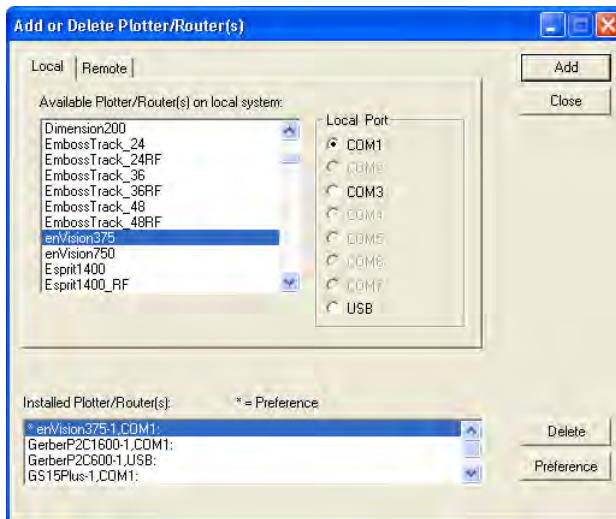 Add or Delete Plotter/Router(s)
Local
Remote
Add
Close
Available Plotter/Router(s) on local system:
Dimension200
EmbossTrack_24
EmbossTrack_24RF
EmbossTrack_36
EmbossTrack_36RF
EmbossTrack_48
EmbossTrack_48RF
enVision375
enVision750
Esprit1400
Esprit1400_RF
Local Port
COM1
COM2
COM3
COM4
COM5
COM6
COM7
USB
Installed Plotter/Router(s): * = Preference
* enVision375-1,COM1:
GerberP2C1600-1,COM1:
GerberP2C600-1,USB:
GS15Plus-1,COM1:
Delete
Preference